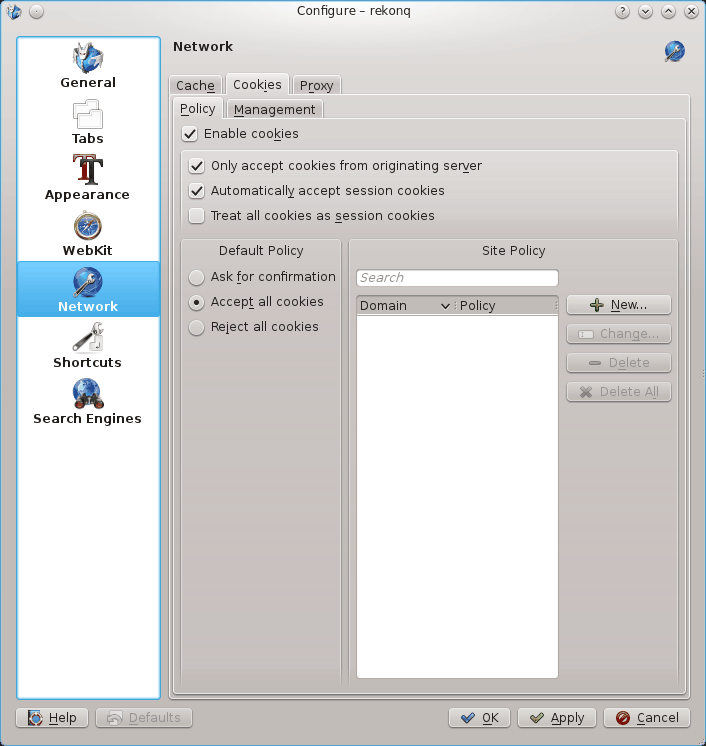 Configure – rekonq
General
Tabs
Appearance
WebKit
Network
Shortcuts
Search Engines
Network
Cache Cookies Proxy
Policy Management
Enable cookies
Only accept cookies from originating server
Automatically accept session cookies
Treat all cookies as session cookies
Default Policy
Ask for confirmation
Accept all cookies
Reject all cookies
Site Policy
Search
Domain Policy
New...
Change...
Delete
Delete All
Help Defaults OK Apply Cancel